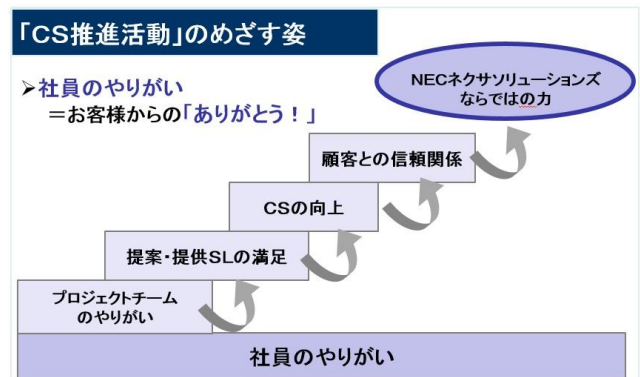 「CS推進活動」のめざす姿
➢社員のやりがい
＝お客様からの「ありがとう！」
NECネクサソリューションズ
ならではの力
顧客との信頼関係
CSの向上
提案・提供SLの満足
プロジェクトチーム
のやりがい
社員のやりがい